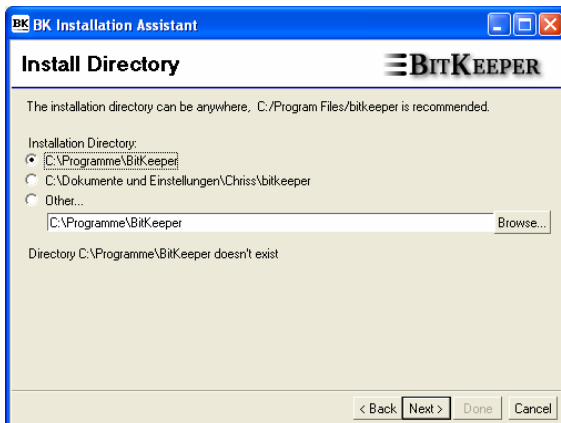 BK BK Installation Assistant
Install Directory
BITKEEPER
The installation directory can be anywhere, C:/Program Files/bitkeeper is recommended.
Installation Directory:
C:\Programme\BitKeeper
C:\Dokumente und Einstellungen\Chriss\bitkeeper
Other...
C:\Programme\BitKeeper Browse...
Directory C:\Programme\BitKeeper doesn't exist
< Back Next > Done Cancel